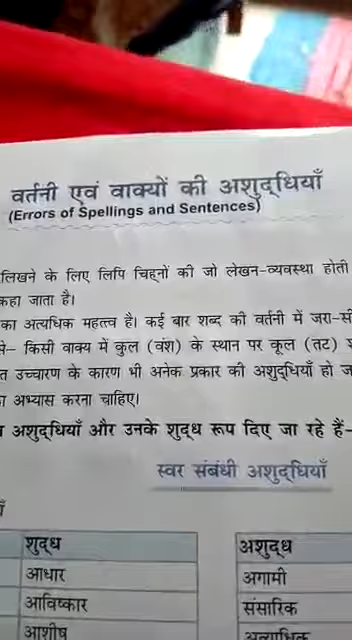 वर्तनी एवं वाक्यों की अशुद्धियाँ
(Errors of Spellings and Sentences)
लिखने के लिए लिपि चिह्नों की जो लेखन-व्यवस्था होती
कहा जाता है।
का अत्यधिक महत्त्व है। कई बार शब्द की वर्तनी में जरा-सी
किसी वाक्य में कुल (वंश) के स्थान पर कूल (तट)
उच्चारण के कारण भी अनेक प्रकार की अशुद्धियाँ हो
अभ्यास करना चाहिए।
अशुद्धियाँ और उनके शुद्ध रूप दिए जा रहे हैं-
स्वर संबंधी अशुद्धियाँ
शुद्ध अशुद्ध
आधार अगामी
आविष्कार संसारिक
आशीष अत्याधिक